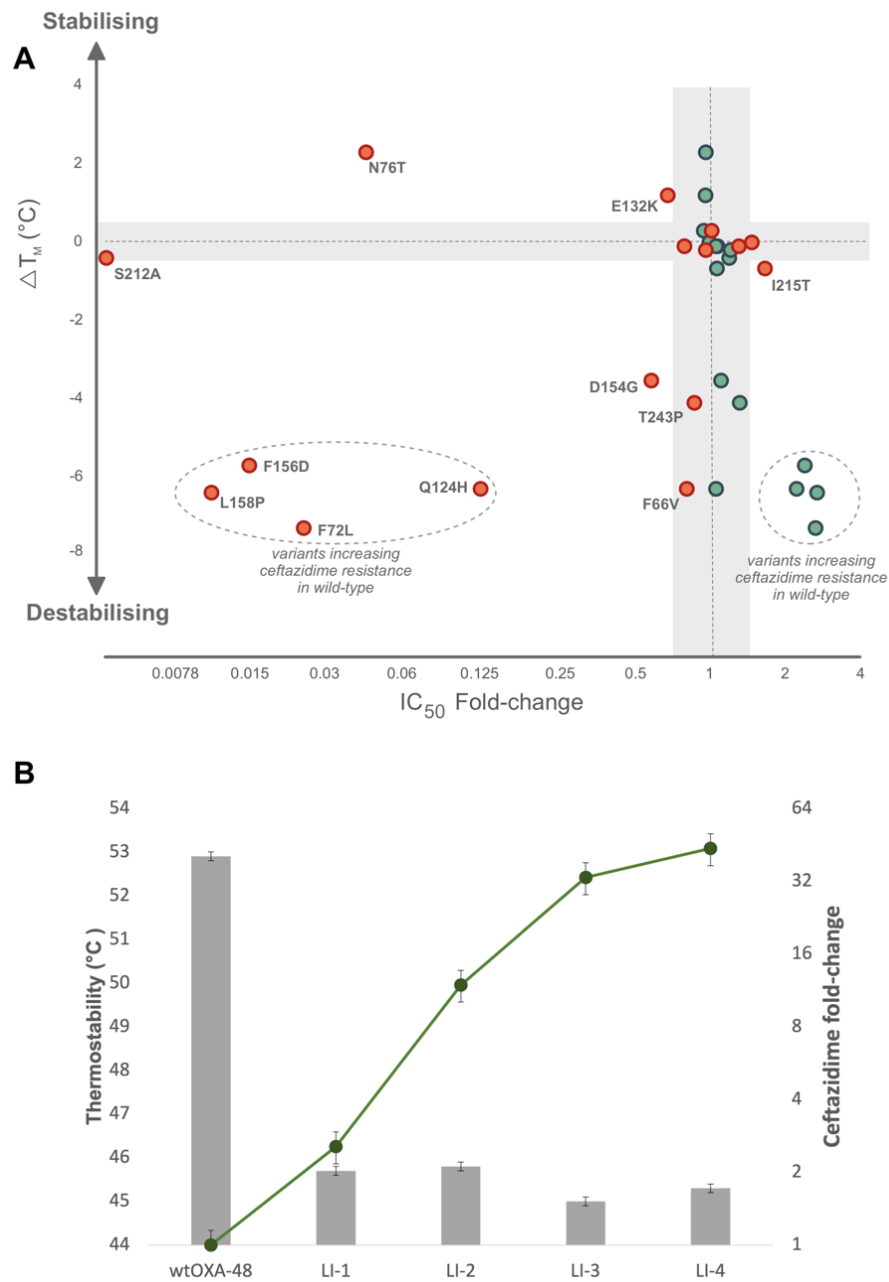 Stabilising
A
4
2
0
-2
-4
-6
-8
△T_M (°C)
N76T
E132K
S212A
I215T
D154G
T243P
F156D
L158P
Q124H
F72L
F66V
variants increasing
ceftazidime resistance
in wild-type
variants increasing
ceftazidime resistance
in wild-type
Destabilising
0.0078 0.015 0.03 0.06 0.125 0.25 0.5 1 2 4
IC50 Fold-change
B
54
53
52
51
50
49
48
47
46
45
44
Thermostability (°C )
64
32
16
8
4
2
1
Ceftazidime fold-change
wtOXA-48 LI-1 LI-2 LI-3 LI-4